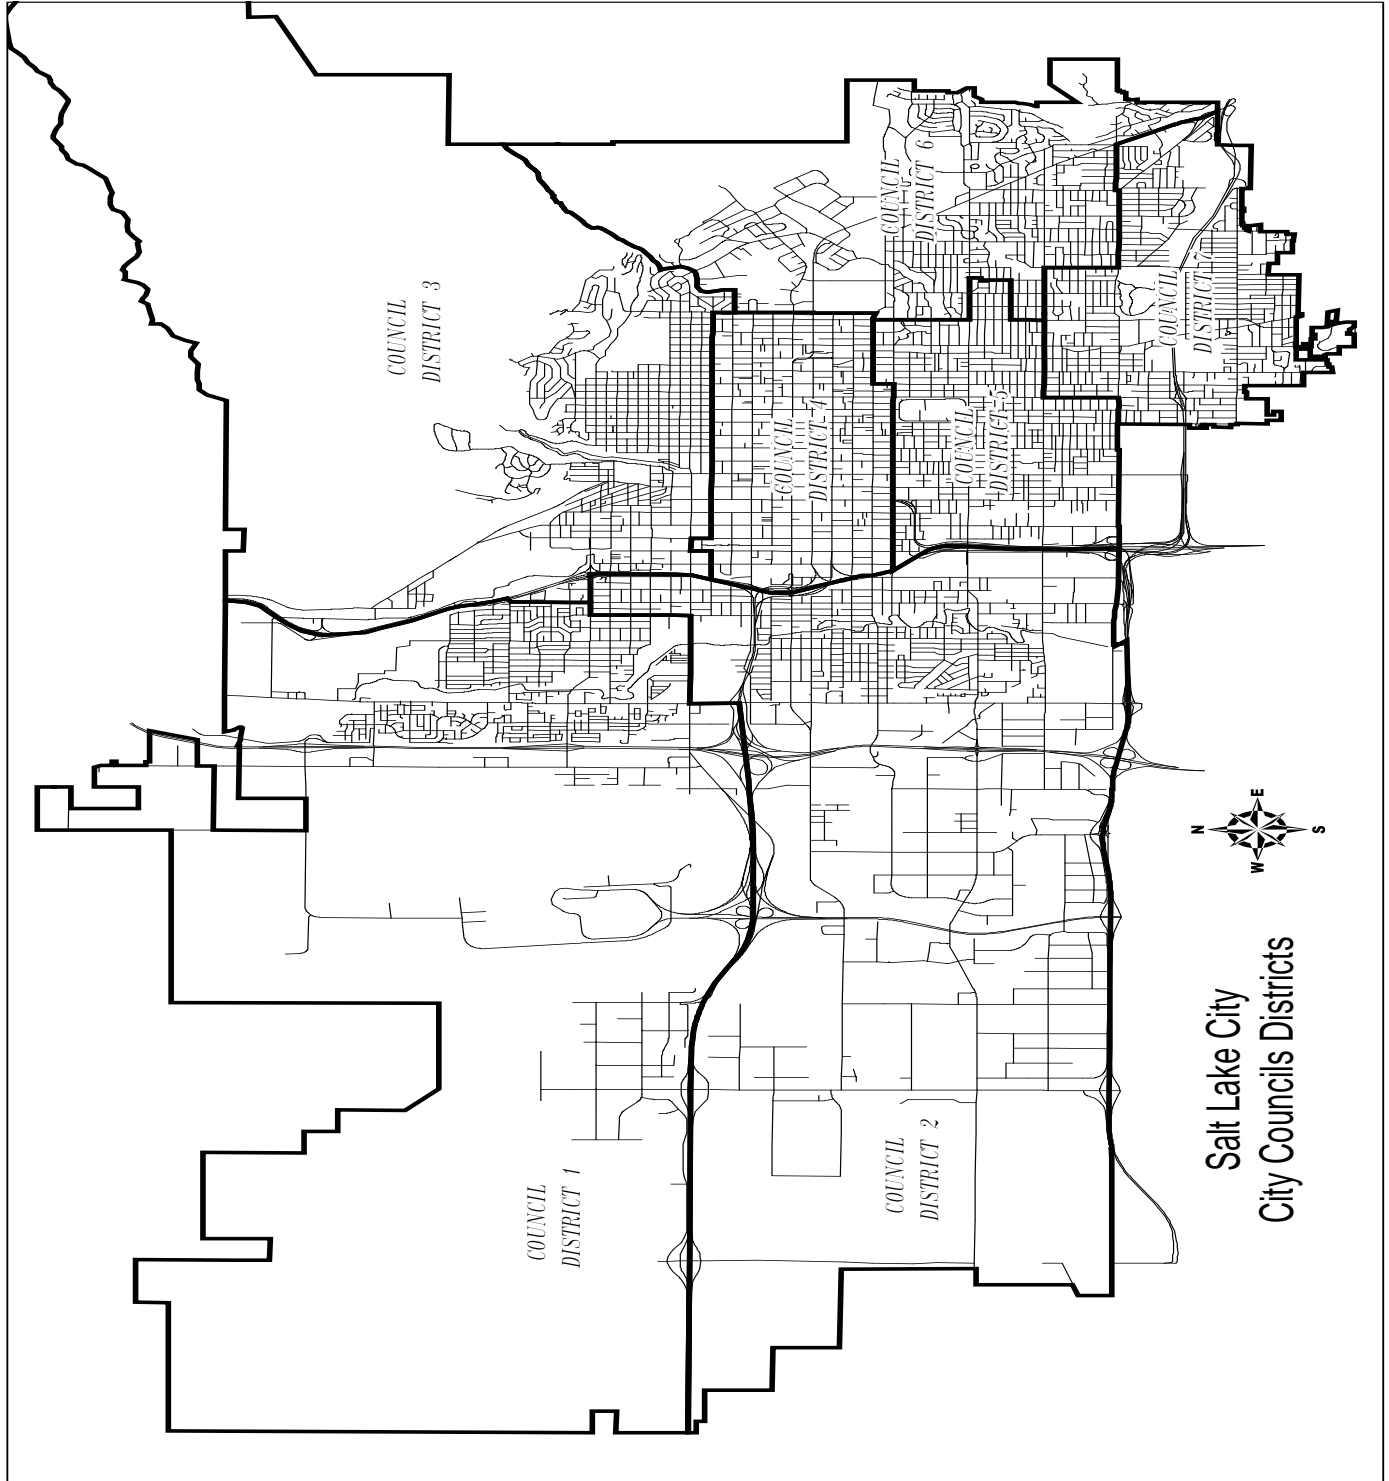 COUNCIL
DISTRICT 3
COUNCIL
DISTRICT 6
COUNCIL
DISTRICT 7
COUNCIL
DISTRICT 4
COUNCIL
DISTRICT 5
COUNCIL
DISTRICT 1
COUNCIL
DISTRICT 2
N
E
S
W
Salt Lake City
City Councils Districts